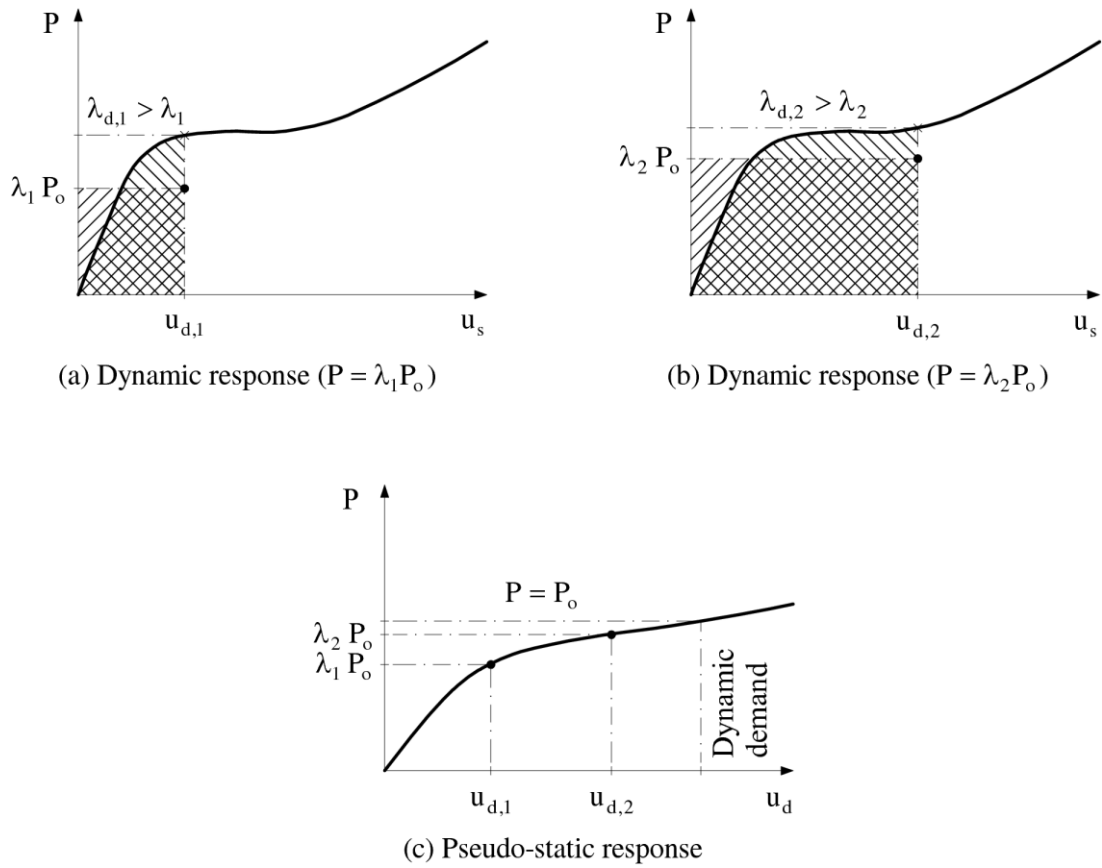 P
λd,1 > λ1
λ1 Po
ud,1
us
(a) Dynamic response (P = λ1Po)
P
λd,2 > λ2
λ2 Po
ud,2
us
(b) Dynamic response (P = λ2Po)
P
P = Po
λ2 Po
λ1 Po
Dynamic
demand
ud,1
ud,2
ud
(c) Pseudo-static response